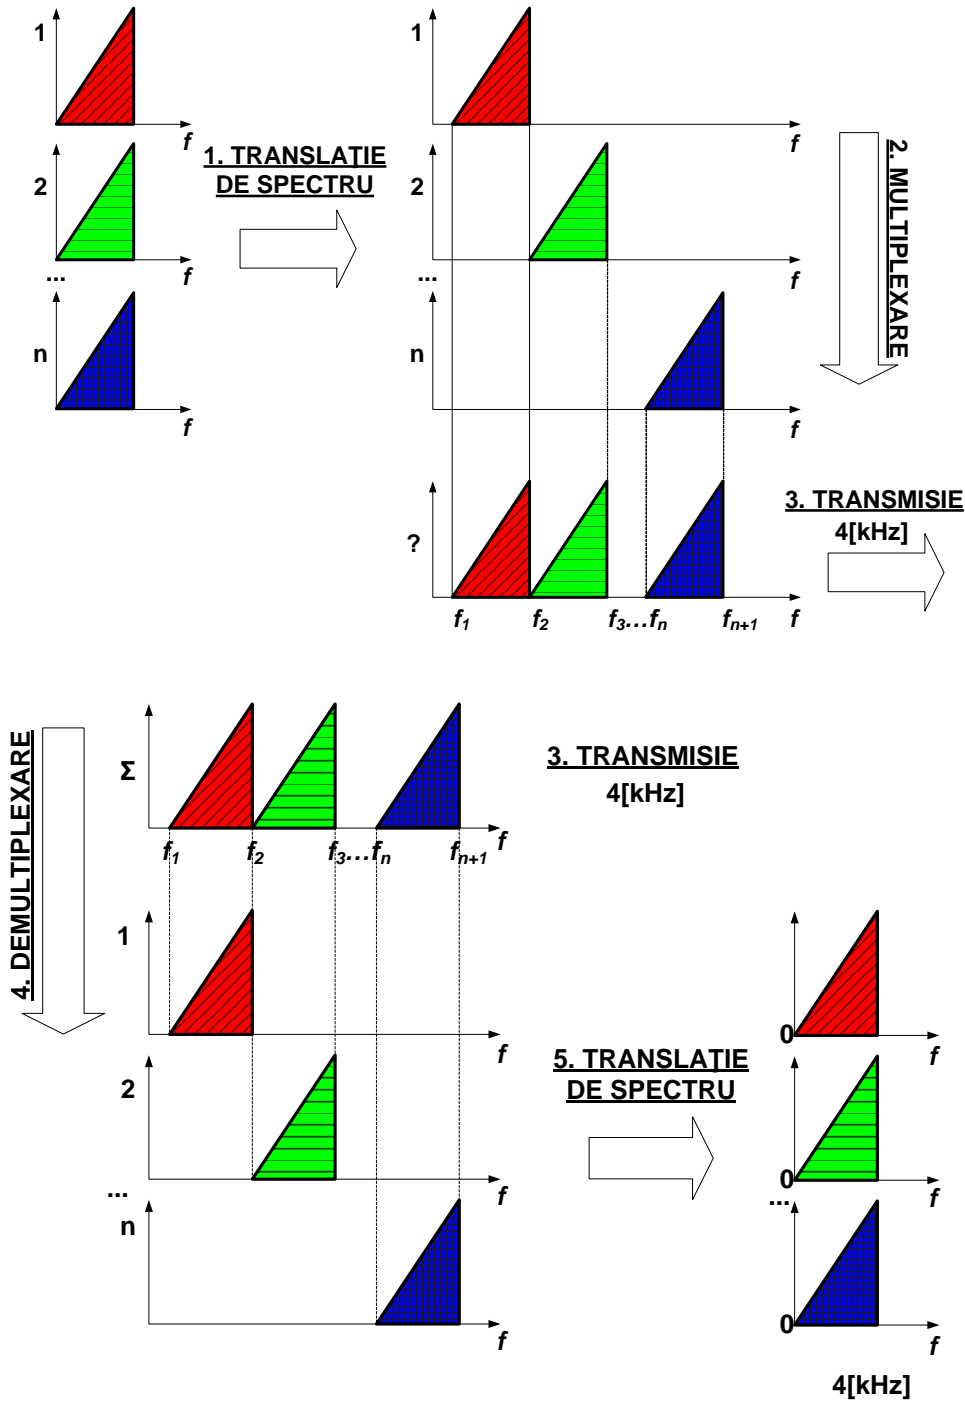 1
f
2
f
...
n
f
1. TRANSLAŢIE
DE SPECTRU
1
f
2
f
...
n
f
2. MULTIPLEXARE
?
f1
f2
f3...fn
fn+1
f
3. TRANSMISIE
4[kHz]
4. DEMULTIPLEXARE
Σ
f1
f2
f3...fn
fn+1
f
3. TRANSMISIE
4[kHz]
1
f
2
f
...
n
f
5. TRANSLAŢIE
DE SPECTRU
0
f
0
f
...
0
f
4[kHz]